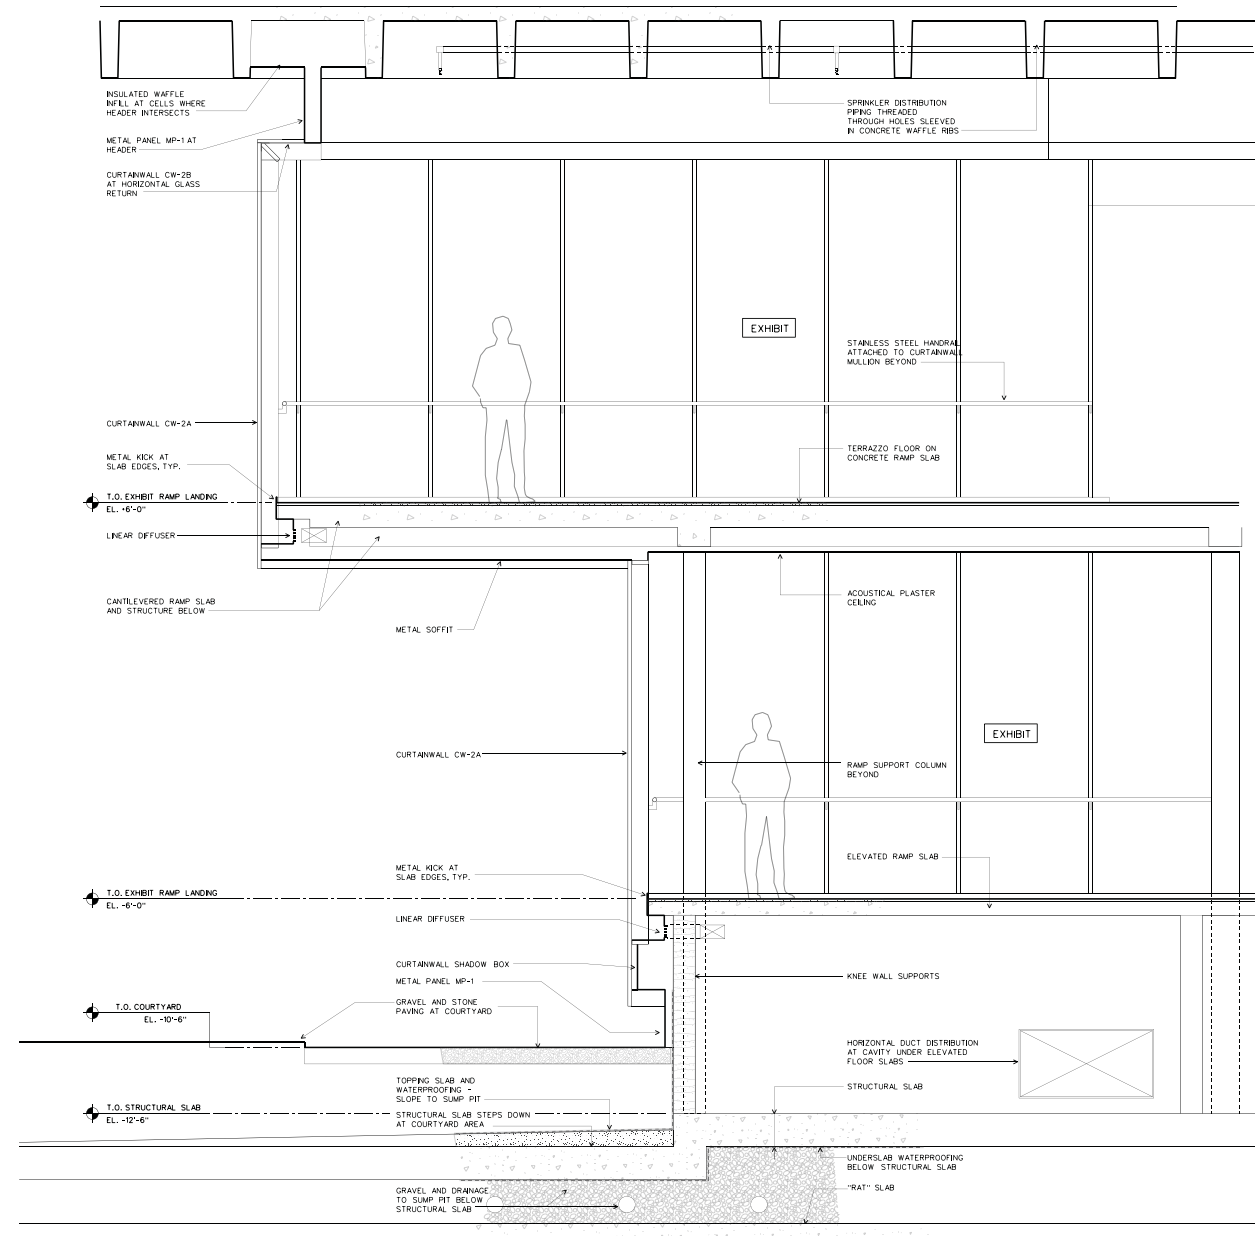 INSULATED WAFFLE
INFILL AT CELLS WHERE
HEADER INTERSECTS
METAL PANEL MP-1 AT
HEADER
CURTAINWALL CW-2B
AT HORIZONTAL GLASS
RETURN
SPRINKLER DISTRIBUTION
PIPING THREADED
THROUGH HOLES SLEEVED
IN CONCRETE WAFFLE RIBS
EXHIBIT
STAINLESS STEEL HANDRAIL
ATTACHED TO CURTAINWALL
MULLION BEYOND
CURTAINWALL CW-2A
METAL KICK AT
SLAB EDGES, TYP.
TERRAZZO FLOOR ON
CONCRETE RAMP SLAB
T.O. EXHIBIT RAMP LANDING
EL. +6'-0"
LINEAR DIFFUSER
CANTILEVERED RAMP SLAB
AND STRUCTURE BELOW
METAL SOFFIT
ACOUSTICAL PLASTER
CEILING
EXHIBIT
CURTAINWALL CW-2A
RAMP SUPPORT COLUMN
BEYOND
METAL KICK AT
SLAB EDGES, TYP.
ELEVATED RAMP SLAB
T.O. EXHIBIT RAMP LANDING
EL. -6'-0"
LINEAR DIFFUSER
CURTAINWALL SHADOW BOX
METAL PANEL MP-1
KNEE WALL SUPPORTS
GRAVEL AND STONE
PAVING AT COURTYARD
T.O. COURTYARD
EL. -10'-6"
HORIZONTAL DUCT DISTRIBUTION
AT CAVITY UNDER ELEVATED
FLOOR SLABS
TOPPING SLAB AND
WATERPROOFING -
SLOPE TO SUMP PIT
STRUCTURAL SLAB
T.O. STRUCTURAL SLAB
EL. -12'-6"
STRUCTURAL SLAB STEPS DOWN
AT COURTYARD AREA
UNDERSLAB WATERPROOFING
BELOW STRUCTURAL SLAB
"RAT" SLAB
GRAVEL AND DRAINAGE
TO SUMP PIT BELOW
STRUCTURAL SLAB